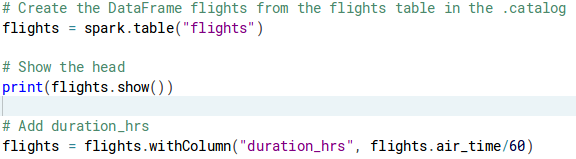 # Create the DataFrame flights from the flights table in the .catalog
flights = spark.table("flights")
# Show the head
print(flights.show())
# Add duration_hrs
flights = flights.withColumn("duration_hrs", flights.air_time/60)